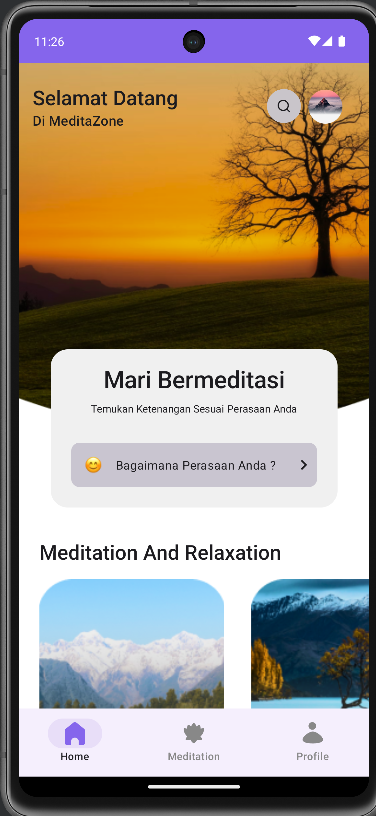 11:26
Selamat Datang
Di MeditaZone
Mari Bermeditasi
Temukan Ketenangan Sesuai Perasaan Anda
Bagaimana Perasaan Anda ?
Meditation And Relaxation
Home
Meditation
Profile